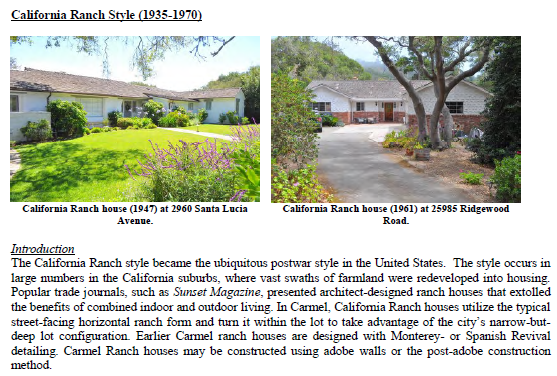 California Ranch Style (1935-1970)
California Ranch house (1947) at 2960 Santa Lucia
Avenue.
California Ranch house (1961) at 25985 Ridgewood
Road.
Introduction
The California Ranch style became the ubiquitous postwar style in the United States. The style occurs in
large numbers in the California suburbs, where vast swaths of farmland were redeveloped into housing.
Popular trade journals, such as Sunset Magazine, presented architect-designed ranch houses that extolled
the benefits of combined indoor and outdoor living. In Carmel, California Ranch houses utilize the typical
street-facing horizontal ranch form and turn it within the lot to take advantage of the city's narrow-but-
deep lot configuration. Earlier Carmel ranch houses are designed with Monterey- or Spanish Revival
detailing. Carmel Ranch houses may be constructed using adobe walls or the post-adobe construction
method.